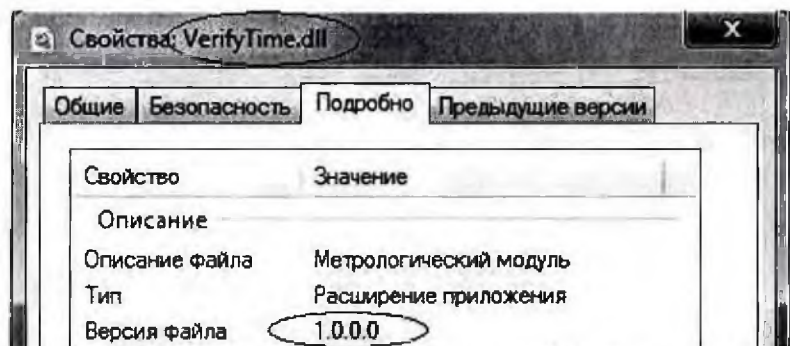 Свойства: VerifyTime.dll
x
Общие Безопасность Подробно Предыдущие версии
Свойство Значение
Описание
Описание файла Метрологический модуль
Тип Расширение приложения
Версия файла 1.0.0.0